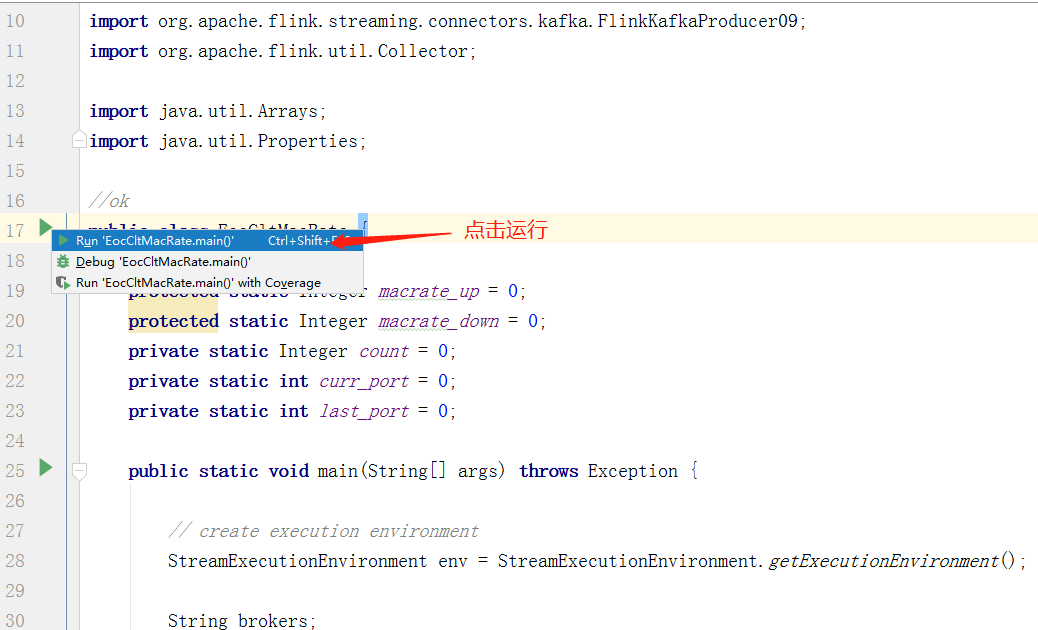 10 import org.apache.flink.streaming.connectors.kafka.FlinkKafkaProducer09;
11 import org.apache.flink.util.Collector;
12
13 import java.util.Arrays;
14 import java.util.Properties;
15
16 //ok
17 public class EocCltMacRate {
Run 'EocCltMacRate.main()' Ctrl+Shift+ 点击运行
Debug 'EocCltMacRate.main()'
18
Run 'EocCltMacRate.main()' with Coverage
19 protected static Integer macrate_up = 0;
20 protected static Integer macrate_down = 0;
21 private static Integer count = 0;
22 private static int curr_port = 0;
23 private static int last_port = 0;
24
25 public static void main(String[] args) throws Exception {
26
27 // create execution environment
28 StreamExecutionEnvironment env = StreamExecutionEnvironment.getExecutionEnvironment();
29
30 String brokers;